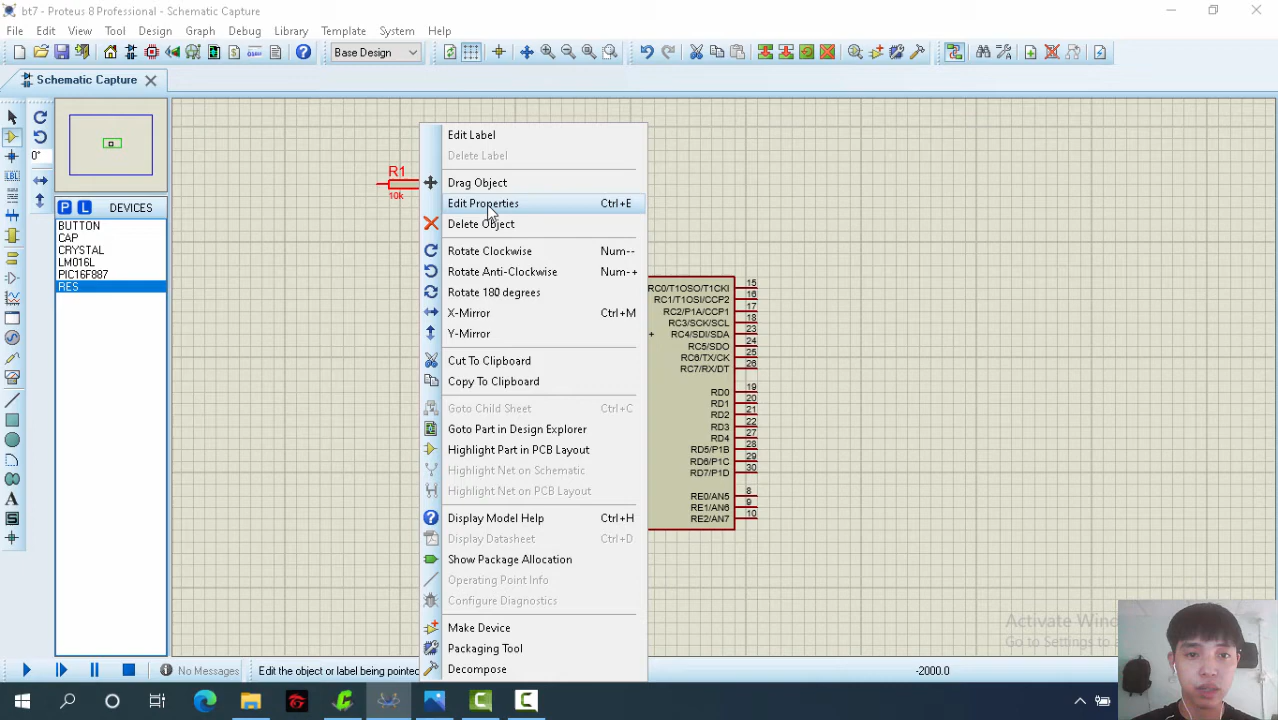 bt7 - Proteus 8 Professional - Schematic Capture
File Edit View Tool Design Graph Debug Library Template System Help
Base Design
Schematic Capture
0°
P L DEVICES
BUTTON
CAP
CRYSTAL
LM016L
PIC16F887
RES
R1
10k
Edit Label
Delete Label
Drag Object
Edit Properties Ctrl+E
Delete Object
Rotate Clockwise Num--
Rotate Anti-Clockwise Num-+
Rotate 180 degrees
X-Mirror Ctrl+M
Y-Mirror
Cut To Clipboard
Copy To Clipboard
Goto Child Sheet Ctrl+C
Goto Part in Design Explorer
Highlight Part in PCB Layout
Highlight Net on Schematic
Highlight Net on PCB Layout
Display Model Help Ctrl+H
Display Datasheet Ctrl+D
Show Package Allocation
Operating Point Info
Configure Diagnostics
Make Device
Packaging Tool
Decompose
RC0/T1OSO/T1CKI 15
RC1/T1OSI/CCP2 16
RC2/P1A/CCP1 17
RC3/SCK/SCL 18
RC4/SDI/SDA 23
RC5/SDO 24
RC6/TX/CK 25
RC7/RX/DT 26
RD0 19
RD1 20
RD2 21
RD3 22
RD4 27
RD5/P1B 28
RD6/P1C 29
RD7/P1D 30
RE0/AN5 8
RE1/AN6 9
RE2/AN7 10
Go to Settings to
No Messages
Edit the object or label being pointed
-2000.0